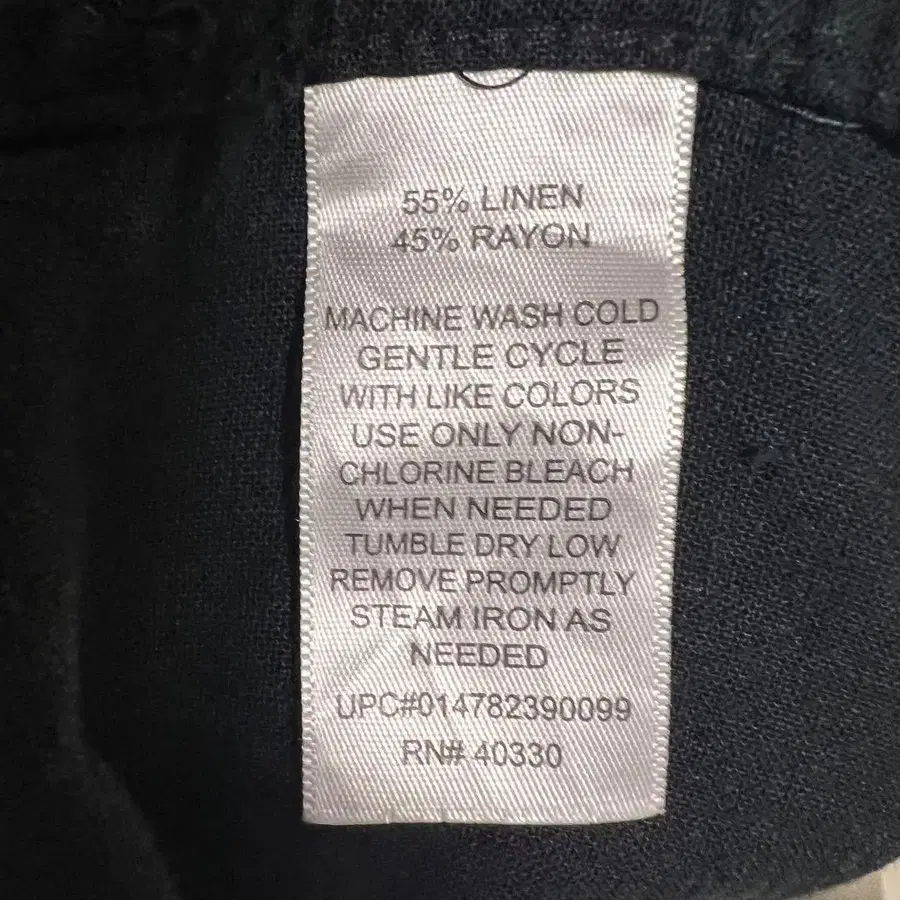 55% LINEN
45% RAYON
MACHINE WASH COLD
GENTLE CYCLE
WITH LIKE COLORS
USE ONLY NON-
CHLORINE BLEACH
WHEN NEEDED
TUMBLE DRY LOW
REMOVE PROMPTLY
STEAM IRON AS
NEEDED
UPC#014782390099
RN# 40330